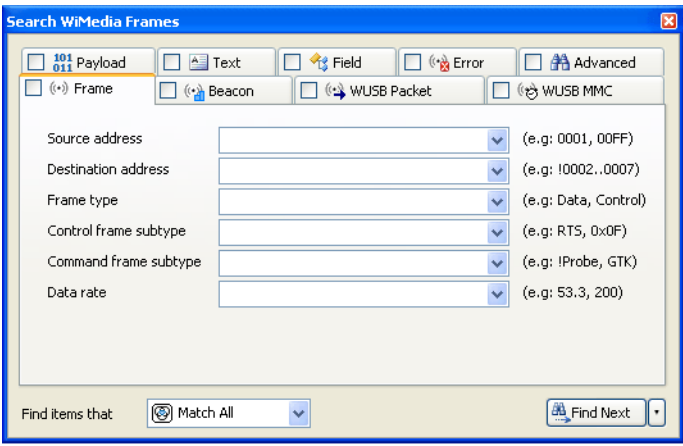 Search WiMedia Frames
101 011 Payload Text Field Error Advanced
Frame Beacon WUSB Packet WUSB MMC
Source address (e.g: 0001, 00FF)
Destination address (e.g: !0002..0007)
Frame type (e.g: Data, Control)
Control frame subtype (e.g: RTS, 0x0F)
Command frame subtype (e.g: !Probe, GTK)
Data rate (e.g: 53.3, 200)
Find items that Match All Find Next